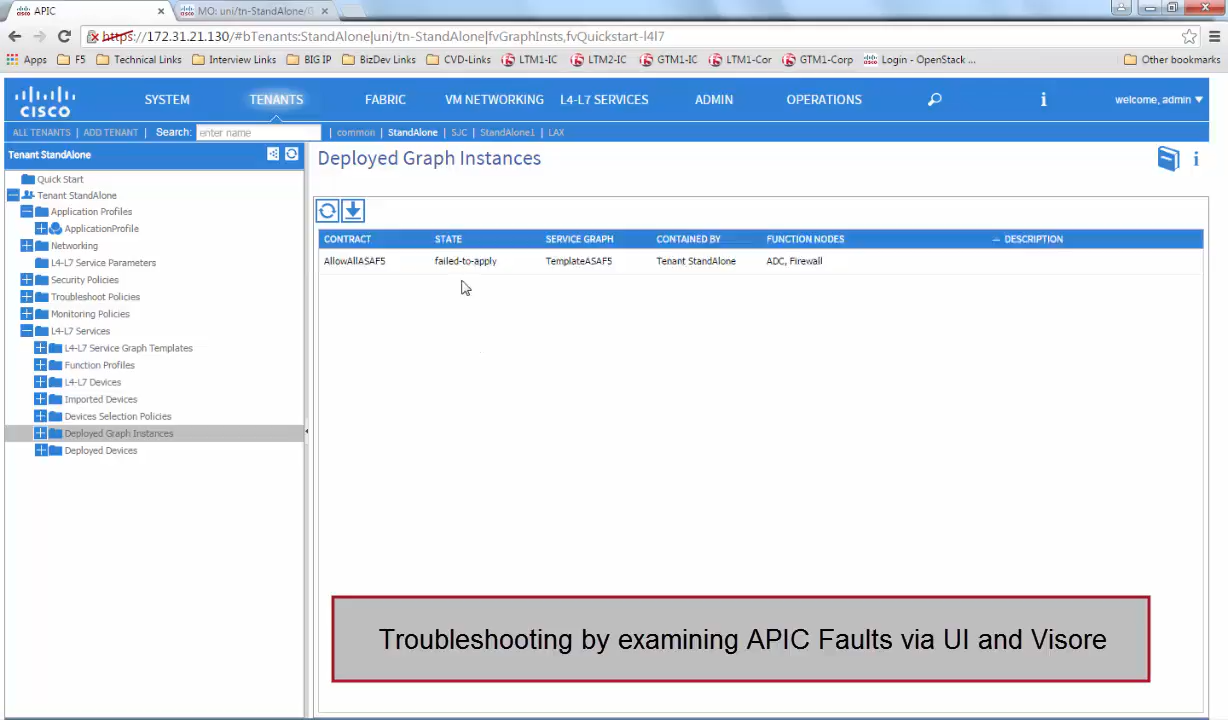 APIC
MO: uni/tn-StandAlone/G
https://172.31.21.130/#bTenants:StandAlone|uni/tn-StandAlone|fvGraphInsts,fvQuickstart-l4l7
Apps F5 Technical Links Interview Links BIG IP BizDev Links CVD-Links LTM1-IC LTM2-IC GTM1-IC LTM1-Cor GTM1-Corp Login - OpenStack ... Other bookmarks
CISCO SYSTEM TENANTS FABRIC VM NETWORKING L4-L7 SERVICES ADMIN OPERATIONS welcome, admin
ALL TENANTS | ADD TENANT | Search: enter name | common | StandAlone | SJC | StandAlone1 | LAX
Tenant StandAlone
Quick Start
Tenant StandAlone
Application Profiles
ApplicationProfile
Networking
L4-L7 Service Parameters
Security Policies
Troubleshoot Policies
Monitoring Policies
L4-L7 Services
L4-L7 Service Graph Templates
Function Profiles
L4-L7 Devices
Imported Devices
Devices Selection Policies
Deployed Graph Instances
Deployed Devices
Deployed Graph Instances
CONTRACT STATE SERVICE GRAPH CONTAINED BY FUNCTION NODES DESCRIPTION
AllowAllASAF5 failed-to-apply TemplateASAF5 Tenant StandAlone ADC, Firewall
Troubleshooting by examining APIC Faults via UI and Visore